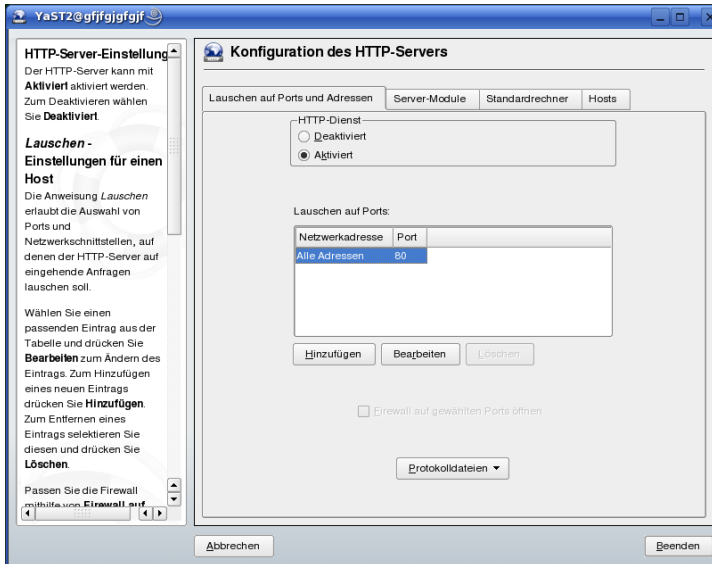 YaST2@gfjfgjgfgjf
HTTP-Server-Einstellung
Der HTTP-Server kann mit
Aktiviert aktiviert werden.
Zum Deaktivieren wählen
Sie Deaktiviert.
Lauschen -
Einstellungen für einen
Host
Die Anweisung Lauschen
erlaubt die Auswahl von
Ports und
Netzwerkschnittstellen, auf
denen der HTTP-Server auf
eingehende Anfragen
lauschen soll.
Wählen Sie einen
passenden Eintrag aus der
Tabelle und drücken Sie
Bearbeiten zum Ändern des
Eintrags. Zum Hinzufügen
eines neuen Eintrags
drücken Sie Hinzufügen.
Zum Entfernen eines
Eintrags selektieren Sie
diesen und drücken Sie
Löschen.
Passen Sie die Firewall
mithilfe von Firewall auf
Konfiguration des HTTP-Servers
Lauschen auf Ports und Adressen
Server-Module
Standardrechner
Hosts
HTTP-Dienst
Deaktiviert
Aktiviert
Lauschen auf Ports:
Netzwerkadresse Port
Alle Adressen 80
Hinzufügen
Bearbeiten
Löschen
Firewall auf gewählten Ports öffnen
Protokolldateien
Abbrechen
Beenden